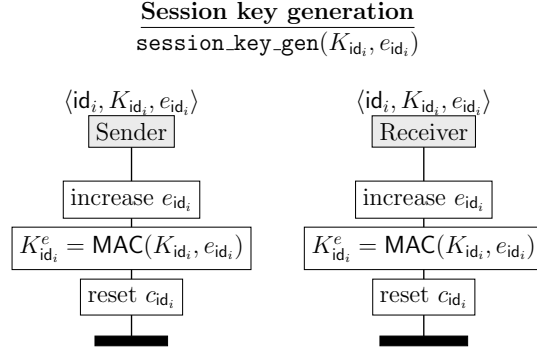 Session key generation
session_key_gen(K_{id_i}, e_{id_i})
⟨id_i, K_{id_i}, e_{id_i}⟩ ⟨id_i, K_{id_i}, e_{id_i}⟩
Sender Receiver
increase e_{id_i} increase e_{id_i}
K^e_{id_i} = MAC(K_{id_i}, e_{id_i}) K^e_{id_i} = MAC(K_{id_i}, e_{id_i})
reset c_{id_i} reset c_{id_i}